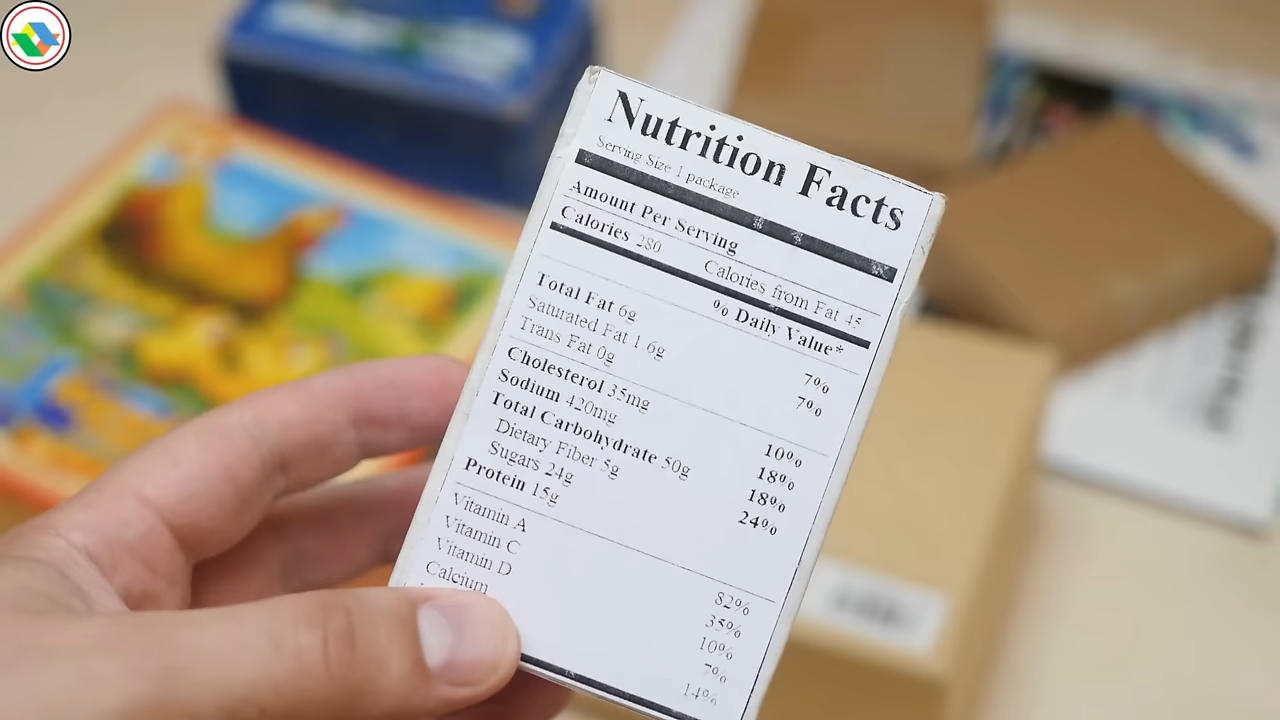 Nutrition Facts
Serving Size 1 package
Amount Per Serving
Calories 280 Calories from Fat 45
% Daily Value*
Total Fat 6g 7%
Saturated Fat 1.6g 7%
Trans Fat 0g
Cholesterol 35mg 10%
Sodium 420mg 18%
Total Carbohydrate 50g 18%
Dietary Fiber 5g 24%
Sugars 24g
Protein 15g
Vitamin A 82%
Vitamin C 35%
Vitamin D 10%
Calcium 7%
14%